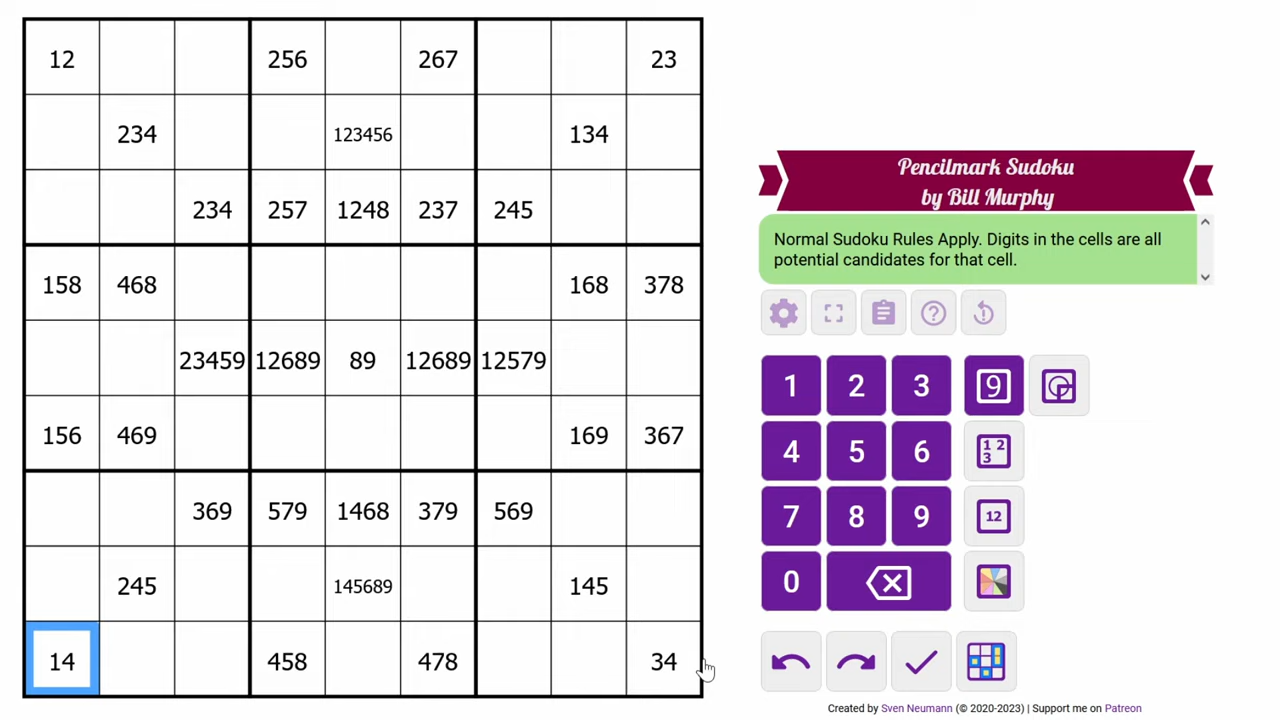 12 256 267 23
234 123456 134
234 257 1248 237 245
158 468 168 378
23459 12689 89 12689 12579
156 469 169 367
369 579 1468 379 569
245 145689 145
14 458 478 34
Pencilmark Sudoku
by Bill Murphy
Normal Sudoku Rules Apply. Digits in the cells are all
potential candidates for that cell.
?
1 2 3 9
4 5 6 1 2 3
7 8 9 12
0
Created by Sven Neumann (© 2020-2023) | Support me on Patreon